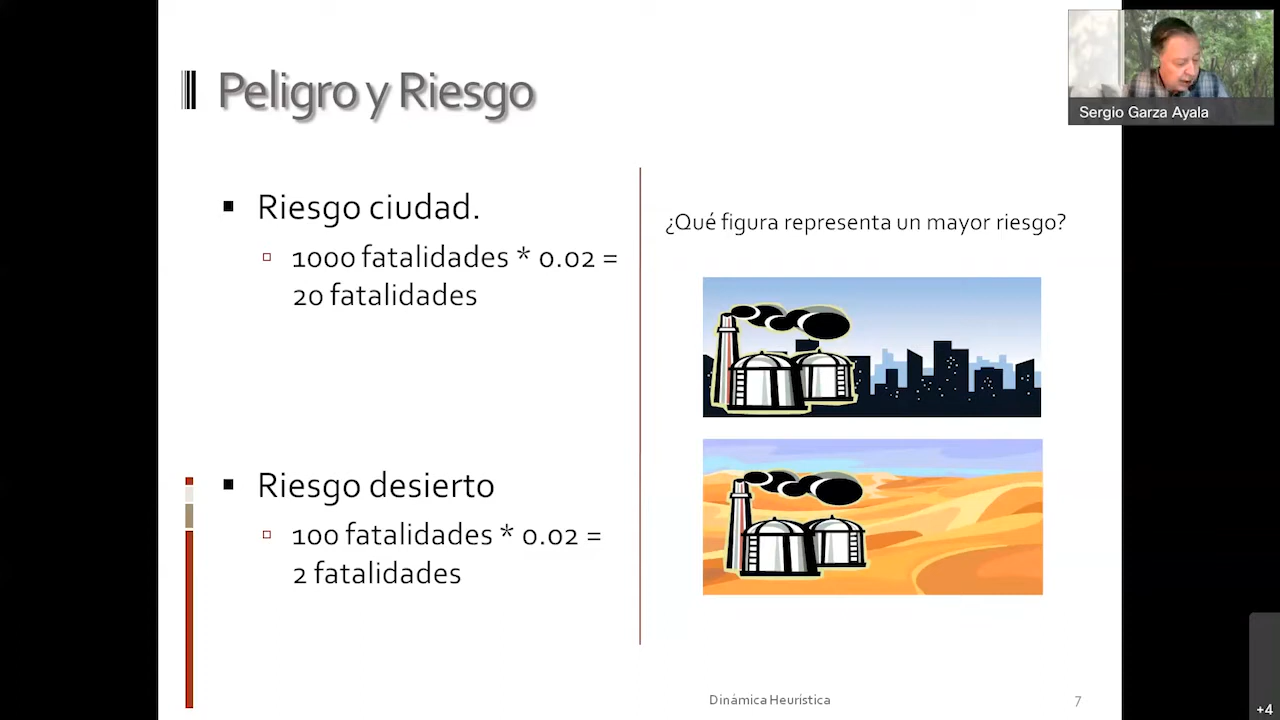 Peligro y Riesgo
Sergio Garza Ayala
▪ Riesgo ciudad.
▫ 1000 fatalidades * 0.02 =
20 fatalidades
¿Qué figura representa un mayor riesgo?
▪ Riesgo desierto
▫ 100 fatalidades * 0.02 =
2 fatalidades
Dinámica Heurística
7
+4